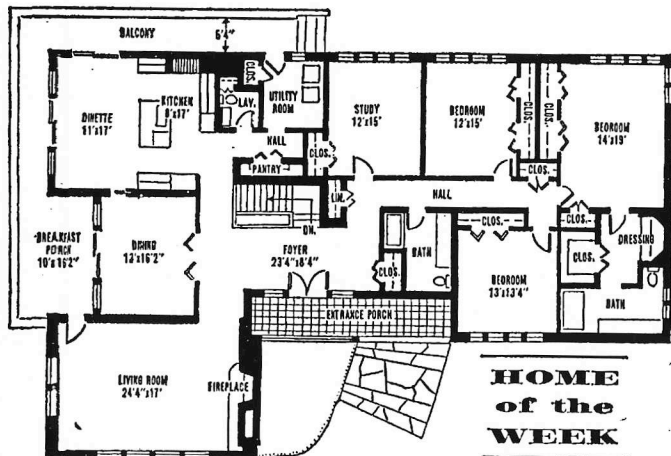 BALCONY
6'4"
DINETTE
11'x17'
KITCHEN
8'x17'
CLOS.
LAV.
UTILITY
ROOM
HALL
PANTRY
CLOS.
STUDY
12'x15'
BEDROOM
12'x15'
CLOS.
CLOS.
BEDROOM
14'x19'
CLOS.
HALL
LIN.
DN.
BREAKFAST
PORCH
10'x16'2"
DINING
13'x16'2"
FOYER
23'4"x8'4"
CLOS.
BATH
CLOS.
BEDROOM
13'x13'4"
CLOS.
DRESSING
CLOS.
BATH
ENTRANCE PORCH
LIVING ROOM
24'4"x17'
FIREPLACE
HOME
of the
WEEK